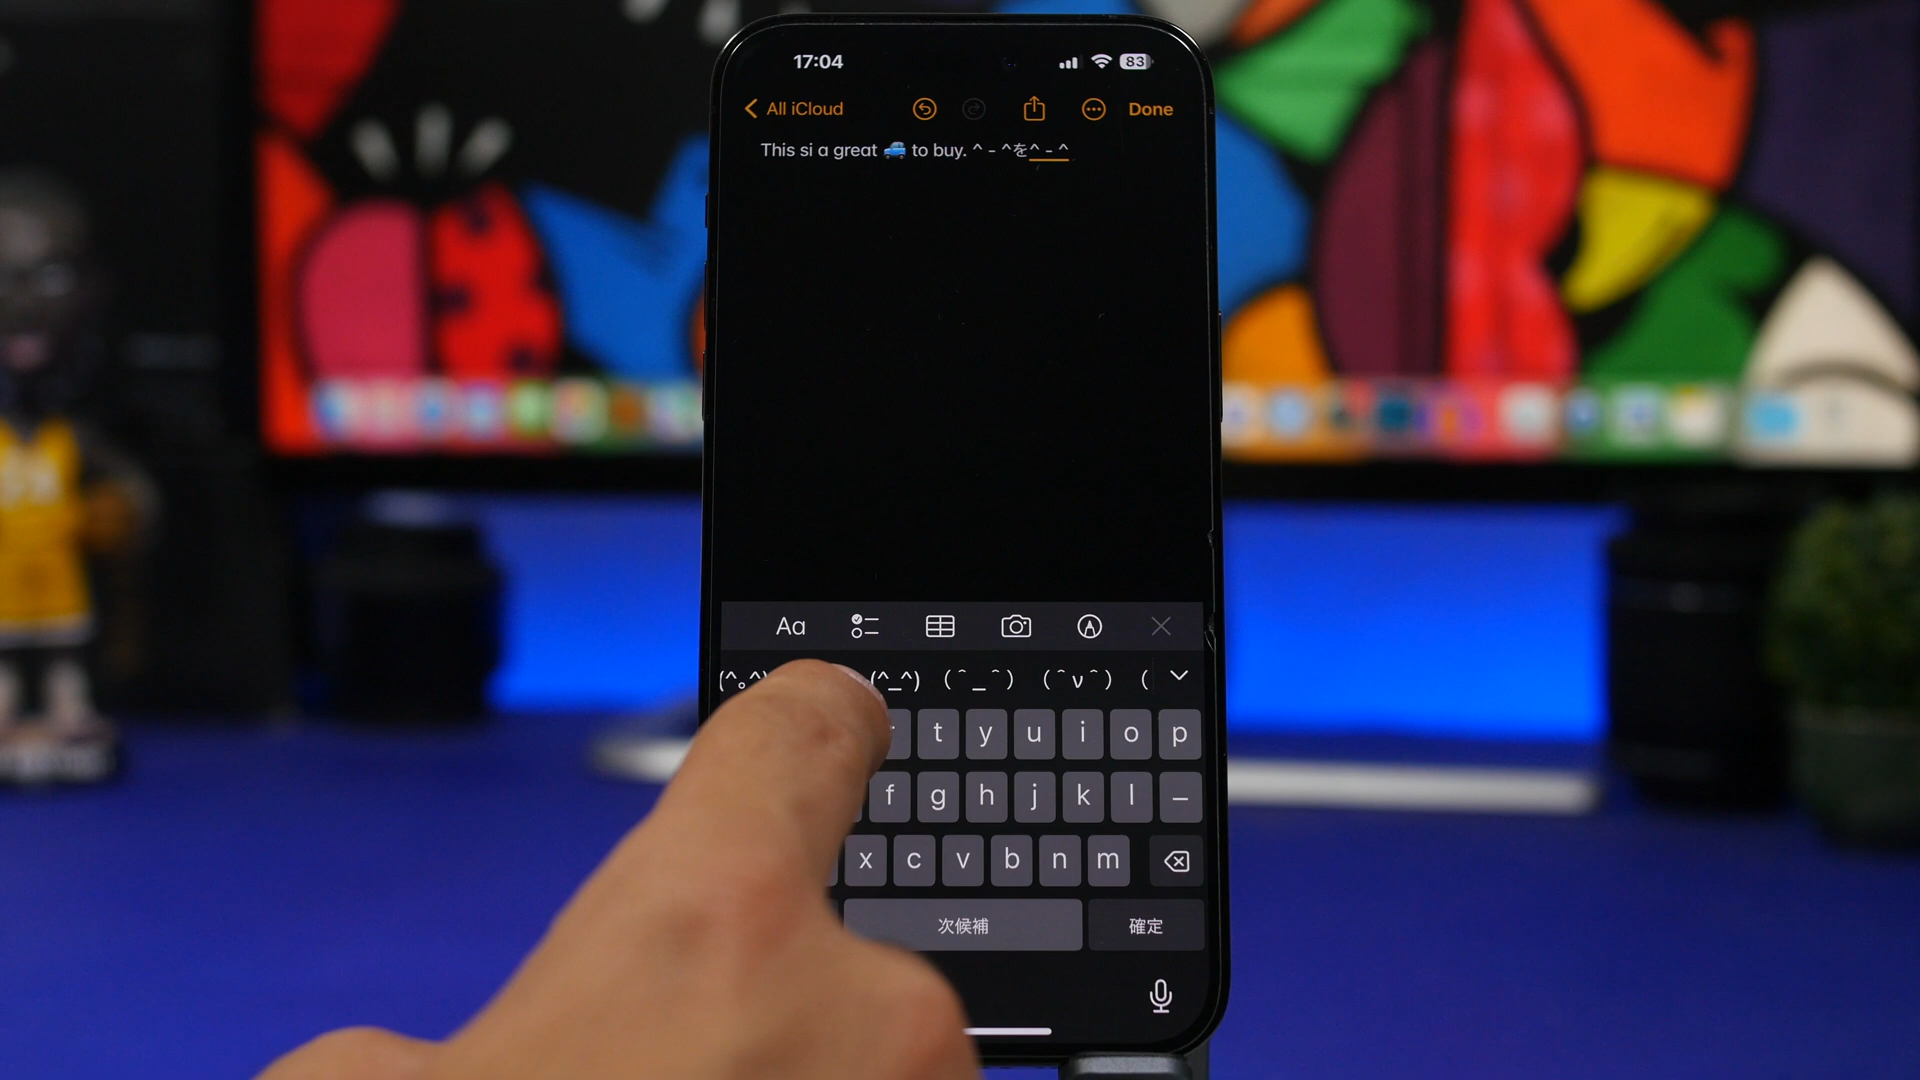 17:04 83
All iCloud Done
This si a great 🚙 to buy. ^ - ^を^ - ^
Aa
(^_^) (＾_＾) (＾ν＾) (
t y u i o p
f g h j k l –
x c v b n m
次候補 確定